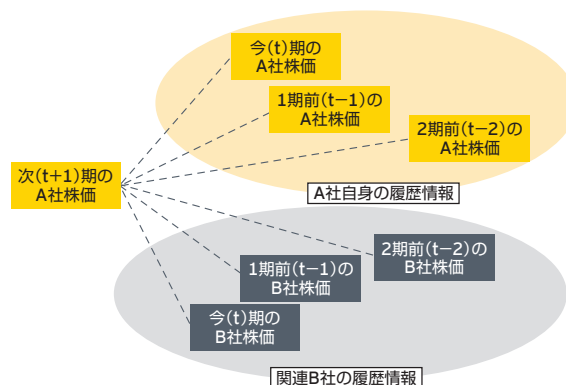 今(t)期の
A社株価
1期前(t−1)の
A社株価
2期前(t−2)の
A社株価
次(t+1)期の
A社株価
A社自身の履歴情報
2期前(t−2)の
B社株価
1期前(t−1)の
B社株価
今(t)期の
B社株価
関連B社の履歴情報